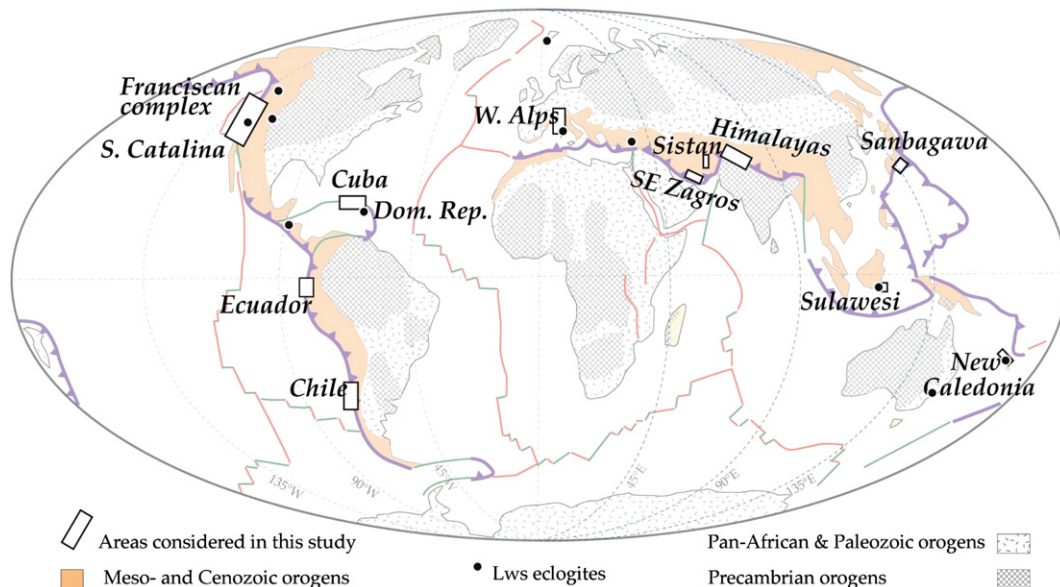 Franciscan
complex
S. Catalina
Cuba
Dom. Rep.
Ecuador
Chile
W. Alps
Sistan
Himalayas
SE Zagros
Sanbagawa
Sulawesi
New
Caledonia
135°W
90°W
45°W
45°E
90°E
135°E
Areas considered in this study
Meso- and Cenozoic orogens
Lws eclogites
Pan-African & Paleozoic orogens
Precambrian orogens